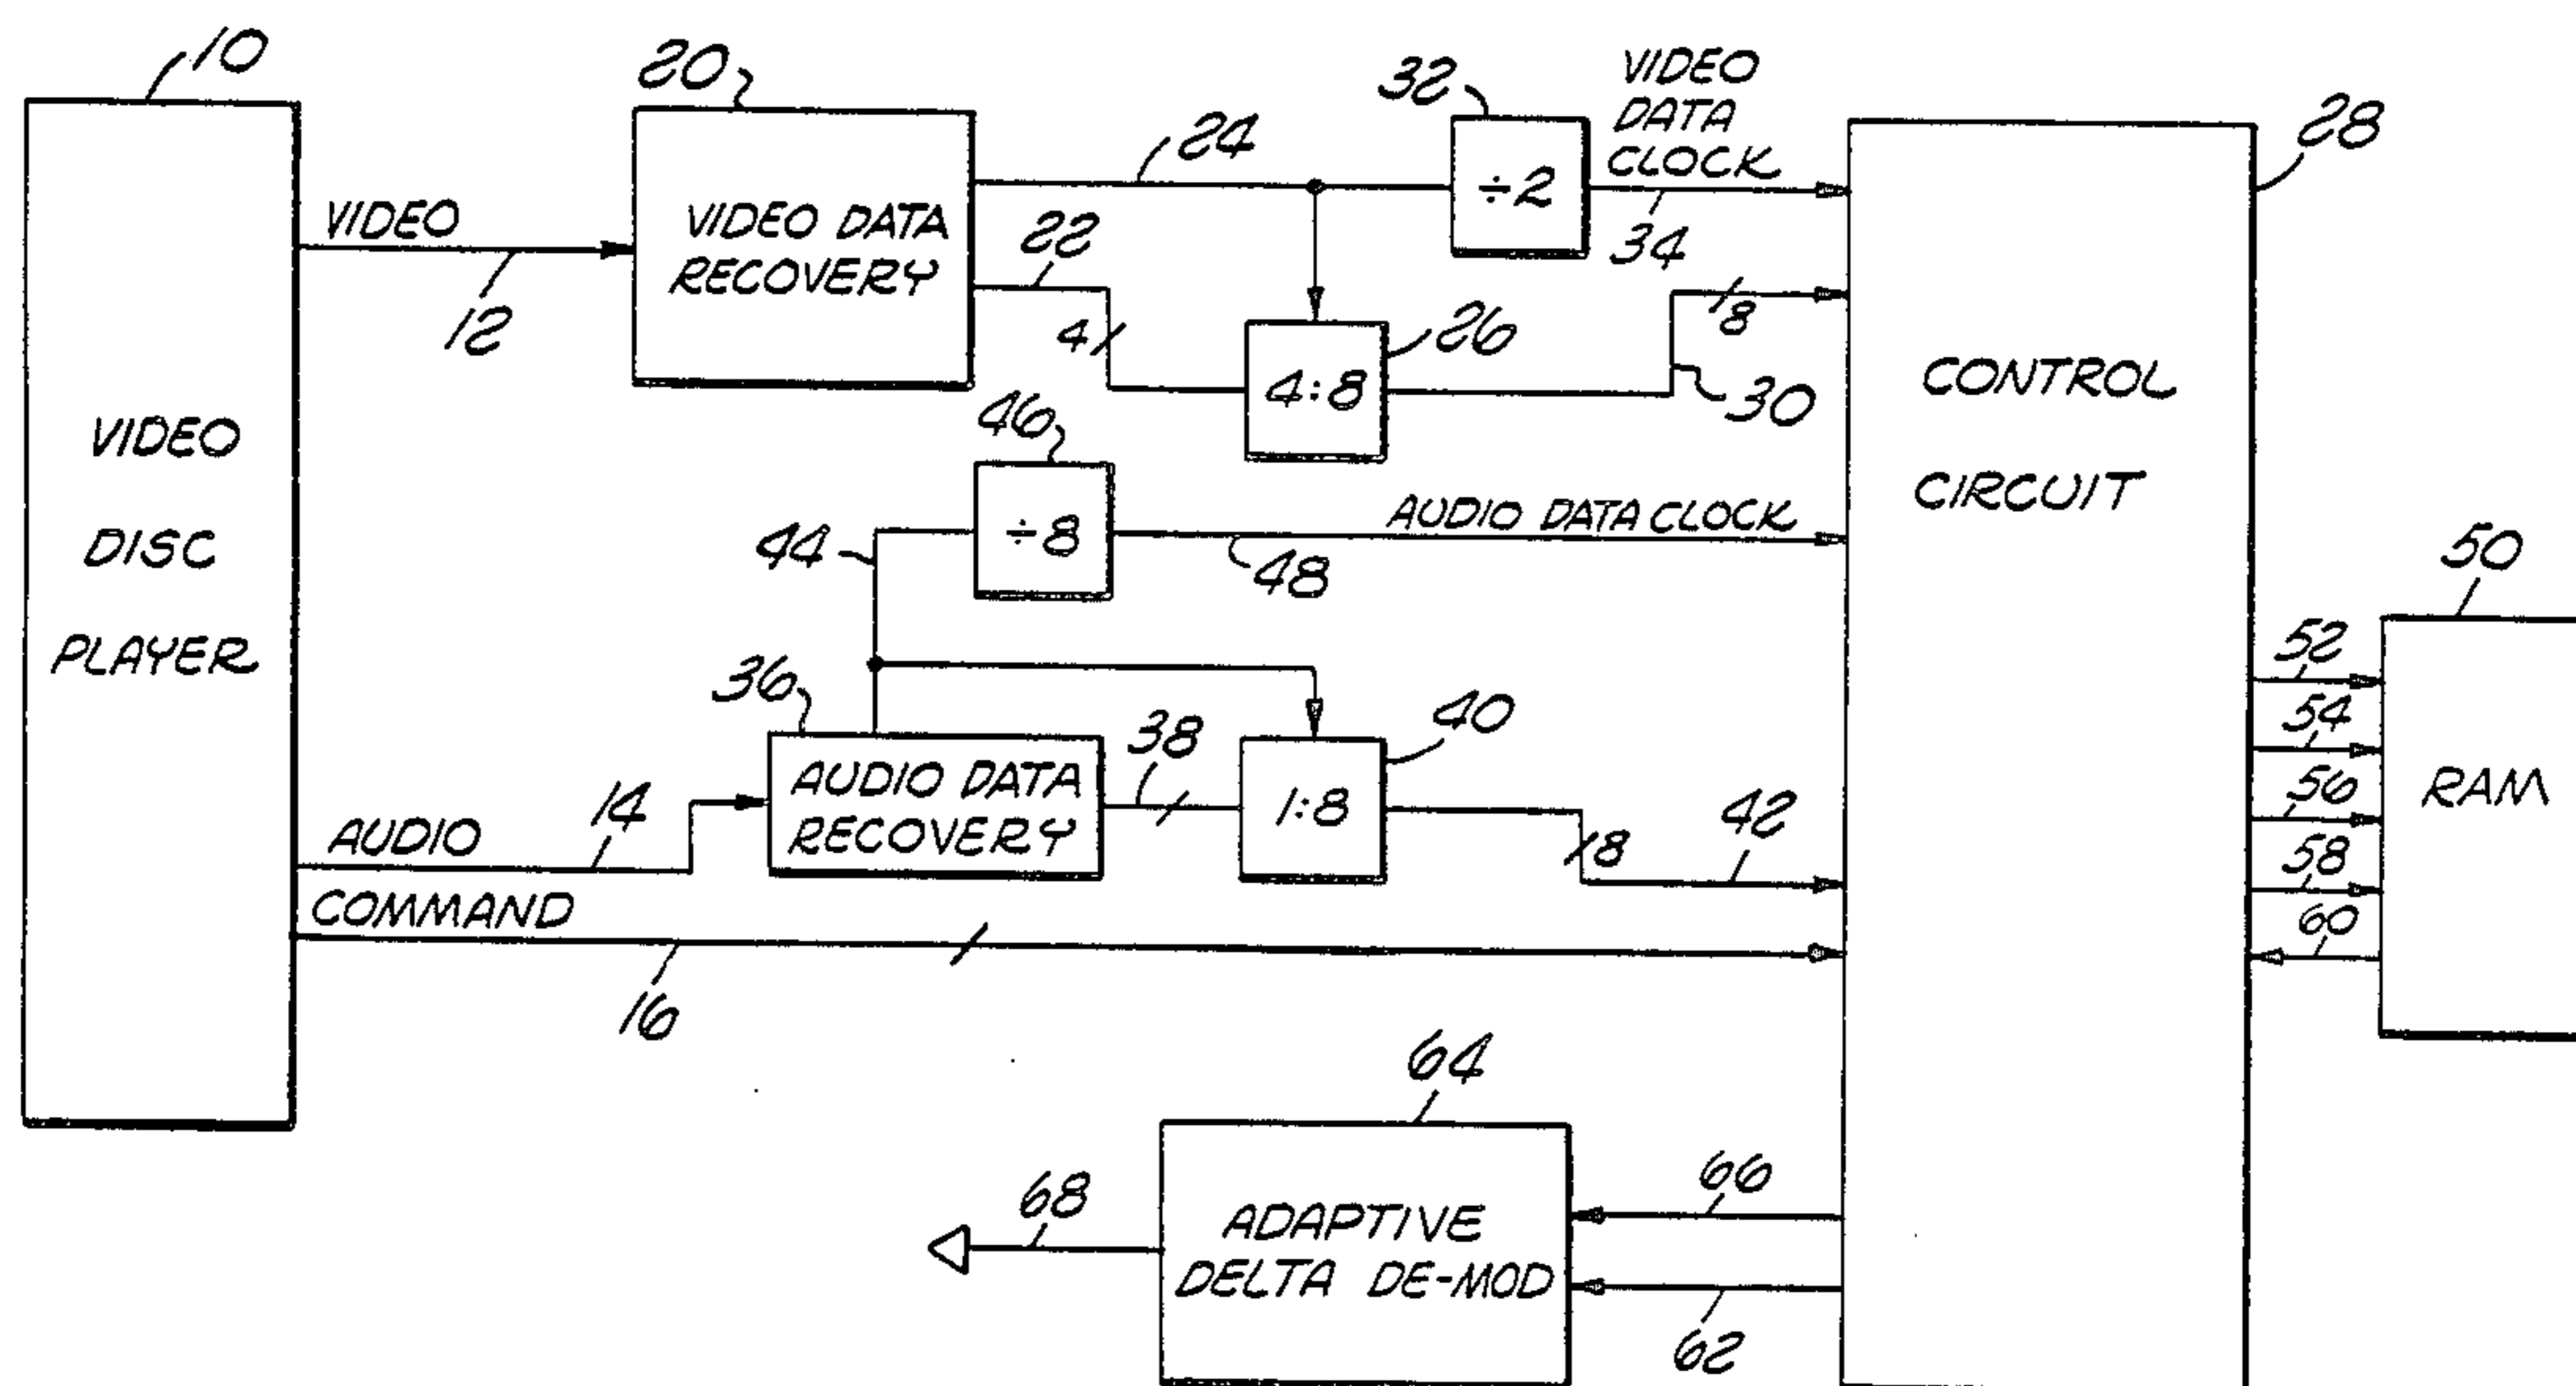 10
20
32
VIDEO
DATA
CLOCK
28
24
÷2
34
VIDEO
12
VIDEO DATA
RECOVERY
22
4
26
4:8
8
30
CONTROL
CIRCUIT
VIDEO
DISC
PLAYER
46
÷8
44
AUDIO DATA CLOCK
48
50
52
54
56
58
60
RAM
36
AUDIO DATA
RECOVERY
38
40
1:8
8
42
AUDIO
14
COMMAND
16
64
ADAPTIVE
DELTA DE-MOD
66
62
68